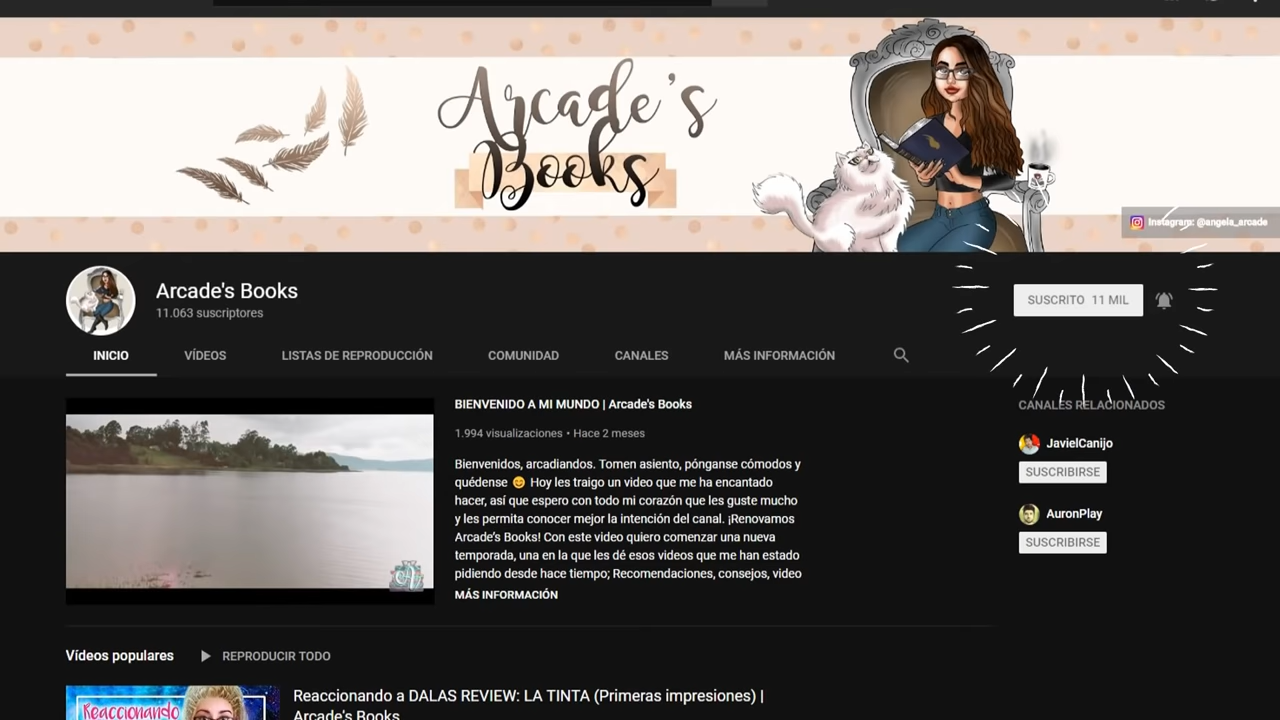 Arcade's
Books
Instagram: @angela_arcade
Arcade's Books
11.063 suscriptores
SUSCRITO 11 MIL
INICIO
VÍDEOS
LISTAS DE REPRODUCCIÓN
COMUNIDAD
CANALES
MÁS INFORMACIÓN
BIENVENIDO A MI MUNDO | Arcade's Books
1.994 visualizaciones • Hace 2 meses
Bienvenidos, arcadiandos. Tomen asiento, pónganse cómodos y
quédense 😊 Hoy les traigo un video que me ha encantado
hacer, así que espero con todo mi corazón que les guste mucho
y les permita conocer mejor la intención del canal. ¡Renovamos
Arcade's Books! Con este video quiero comenzar una nueva
temporada, una en la que les dé esos videos que me han estado
pidiendo desde hace tiempo; Recomendaciones, consejos, video
MÁS INFORMACIÓN
CANALES RELACIONADOS
JavielCanijo
SUSCRIBIRSE
AuronPlay
SUSCRIBIRSE
Vídeos populares
REPRODUCIR TODO
Reaccionando
Reaccionando a DALAS REVIEW: LA TINTA (Primeras impresiones) |
Arcade's Books